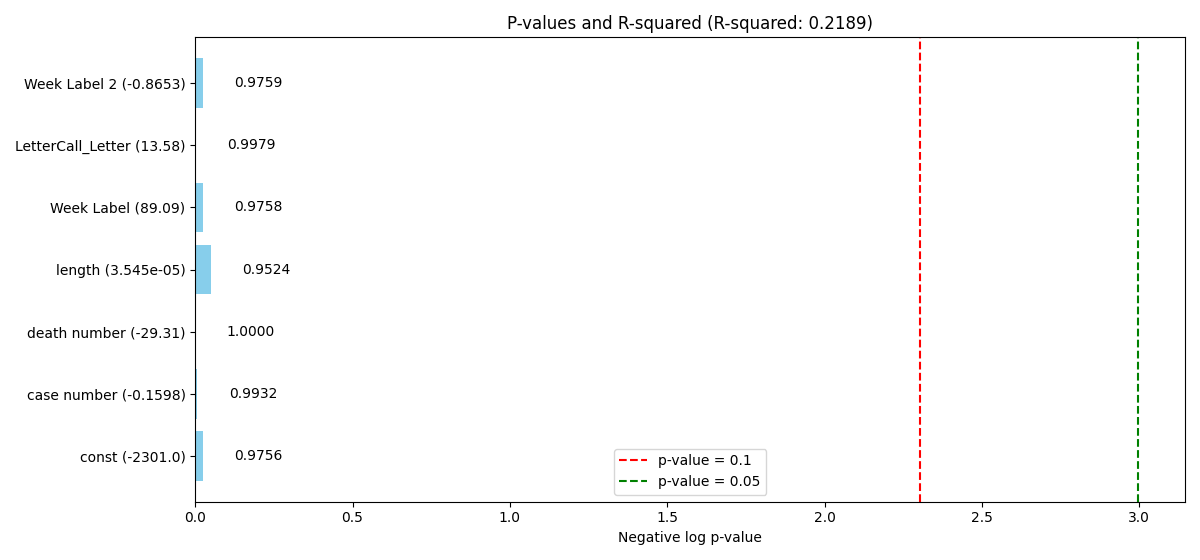 P-values and R-squared (R-squared: 0.2189)
Week Label 2 (-0.8653) 0.9759
LetterCall_Letter (13.58) 0.9979
Week Label (89.09) 0.9758
length (3.545e-05) 0.9524
death number (-29.31) 1.0000
case number (-0.1598) 0.9932
const (-2301.0) 0.9756
p-value = 0.1
p-value = 0.05
0.0 0.5 1.0 1.5 2.0 2.5 3.0
Negative log p-value